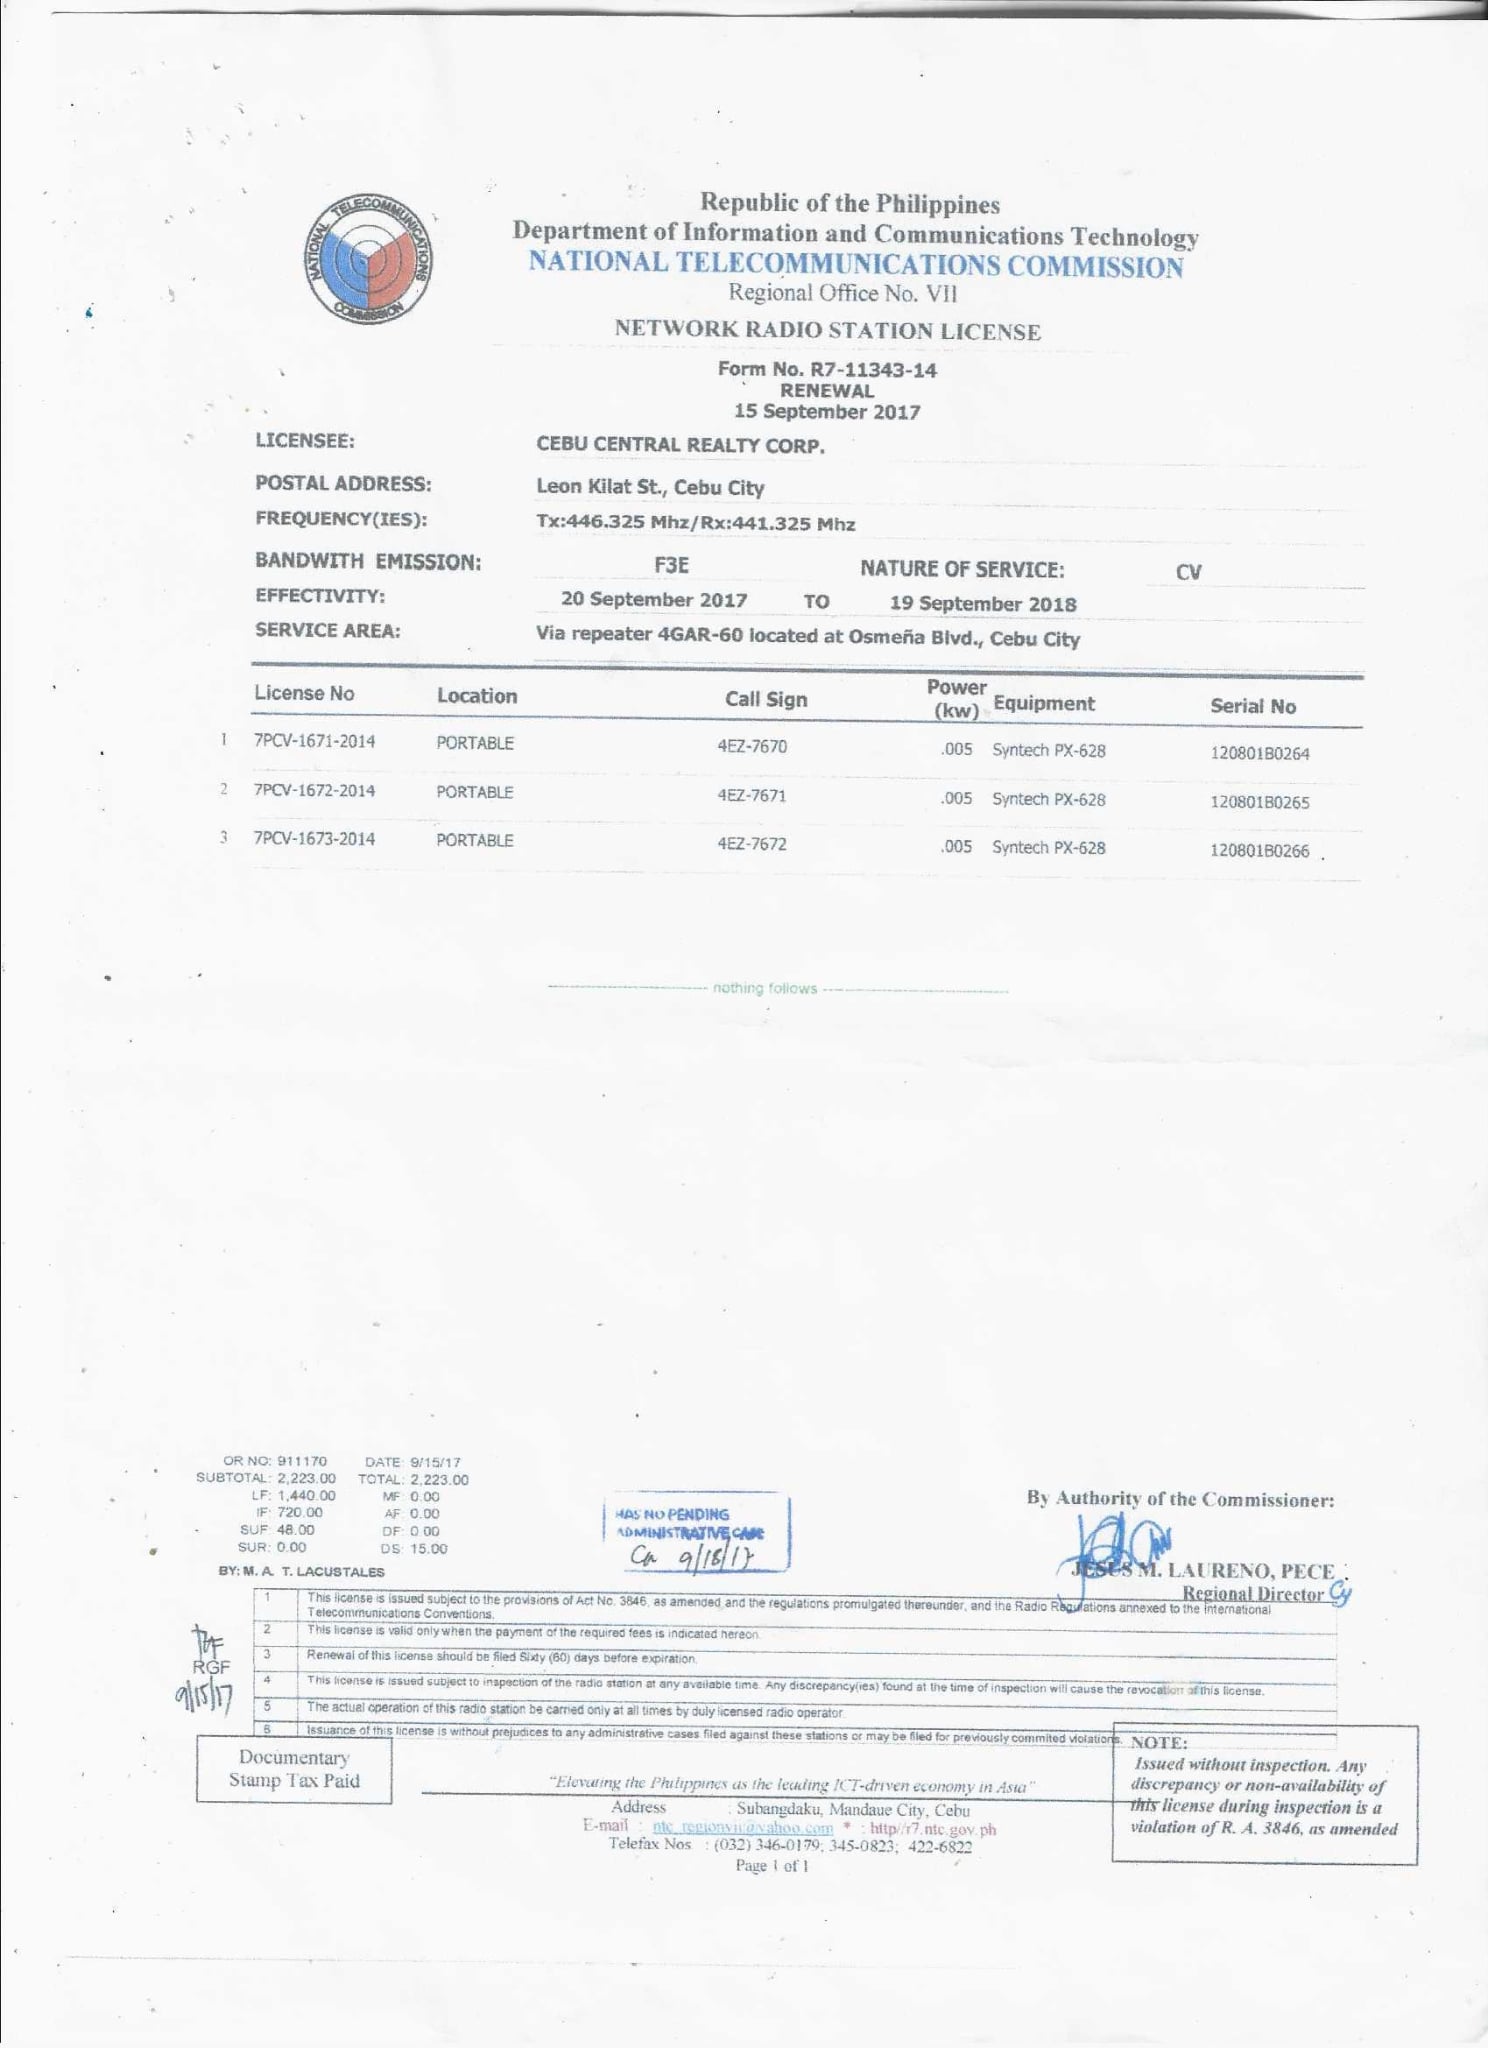 NATIONAL TELECOMMUNICATIONS COMMISSION
Republic of the Philippines
Department of Information and Communications Technology
NATIONAL TELECOMMUNICATIONS COMMISSION
Regional Office No. VII
NETWORK RADIO STATION LICENSE
Form No. R7-11343-14
RENEWAL
15 September 2017
LICENSEE: CEBU CENTRAL REALTY CORP.
POSTAL ADDRESS: Leon Kilat St., Cebu City
FREQUENCY(IES): Tx:446.325 Mhz/Rx:441.325 Mhz
BANDWITH EMISSION: F3E NATURE OF SERVICE: CV
EFFECTIVITY: 20 September 2017 TO 19 September 2018
SERVICE AREA: Via repeater 4GAR-60 located at Osmeña Blvd., Cebu City
License No Location Call Sign Power (kw) Equipment Serial No
1 7PCV-1671-2014 PORTABLE 4EZ-7670 .005 Syntech PX-628 120801B0264
2 7PCV-1672-2014 PORTABLE 4EZ-7671 .005 Syntech PX-628 120801B0265
3 7PCV-1673-2014 PORTABLE 4EZ-7672 .005 Syntech PX-628 120801B0266
nothing follows
OR NO: 911170 DATE: 9/15/17
SUBTOTAL: 2,223.00 TOTAL: 2,223.00
LF: 1,440.00 MF: 0.00
IF: 720.00 AF: 0.00
SUF: 48.00 DF: 0.00
SUR: 0.00 DS: 15.00
BY: M. A. T. LACUSTALES
HAS NO PENDING
ADMINISTRATIVE CASE
9/18/17
By Authority of the Commissioner:
JESUS M. LAURENO, PECE
Regional Director
1 This license is issued subject to the provisions of Act No. 3846, as amended and the regulations promulgated thereunder, and the Radio Regulations annexed to the International
Telecommunications Conventions.
2 This license is valid only when the payment of the required fees is indicated hereon.
3 Renewal of this license should be filed Sixty (60) days before expiration.
4 This license is issued subject to inspection of the radio station at any available time. Any discrepancy(ies) found at the time of inspection will cause the revocation of this license.
5 The actual operation of this radio station be carried only at all times by duly licensed radio operator
6 Issuance of this license is without prejudices to any administrative cases filed against these stations or may be filed for previously commited violations.
RGF
9/15/17
Documentary
Stamp Tax Paid
NOTE:
Issued without inspection. Any
discrepancy or non-availability of
this license during inspection is a
violation of R. A. 3846, as amended
"Elevating the Philippines as the leading ICT-driven economy in Asia"
Address : Subangdaku, Mandaue City, Cebu
E-mail : ntc_regionvii@yahoo.com * : http//r7.ntc.gov.ph
Telefax Nos : (032) 346-0179; 345-0823; 422-6822
Page 1 of 1